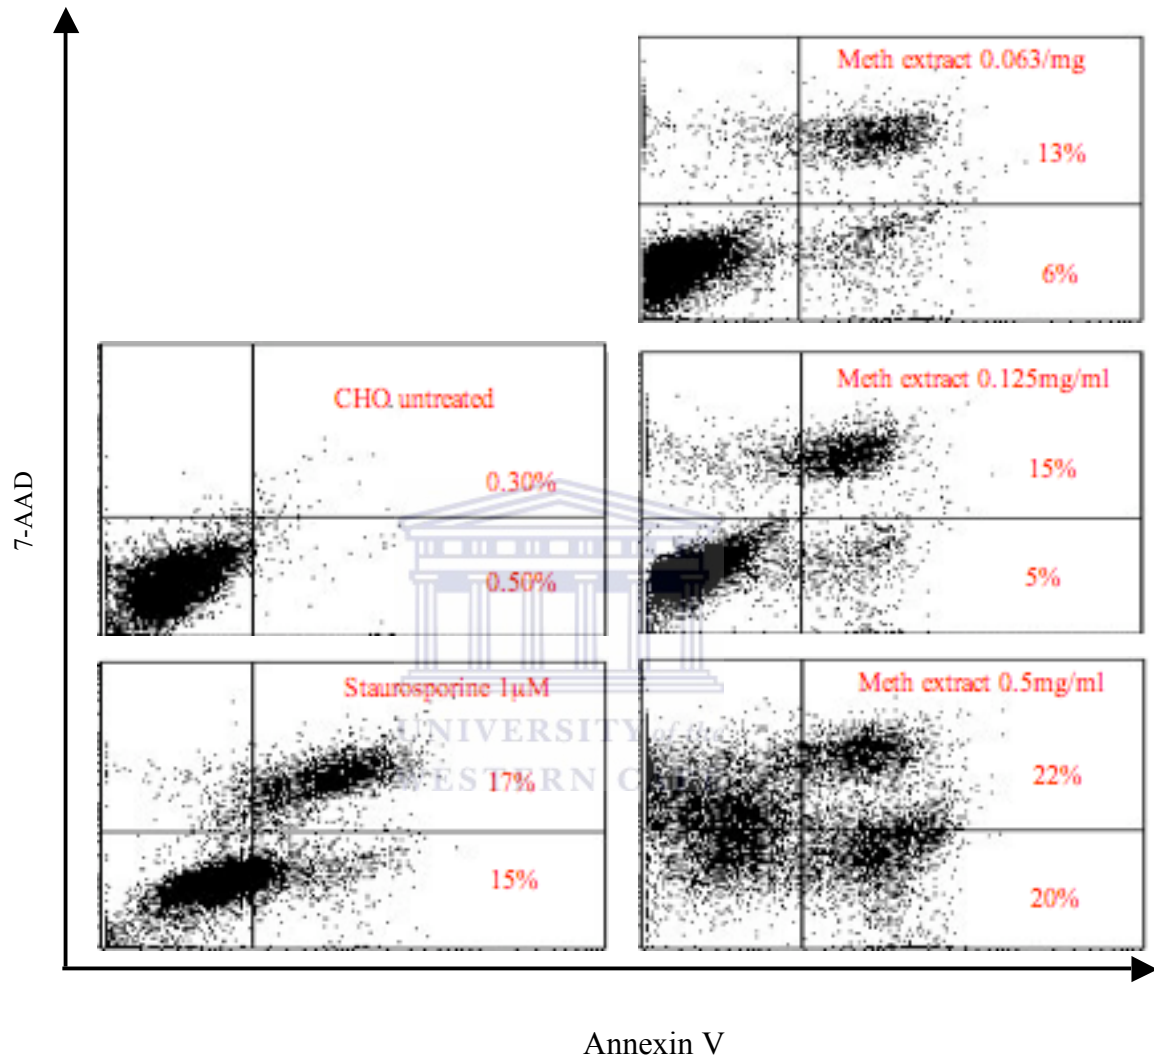 Meth extract 0.063/mg
13%
6%
CHO untreated
0.30%
0.50%
Meth extract 0.125mg/ml
15%
5%
Staurosporine 1µM
17%
15%
Meth extract 0.5mg/ml
22%
20%
UNIVERSITY of the
WESTERN CAPE
7-AAD
Annexin V